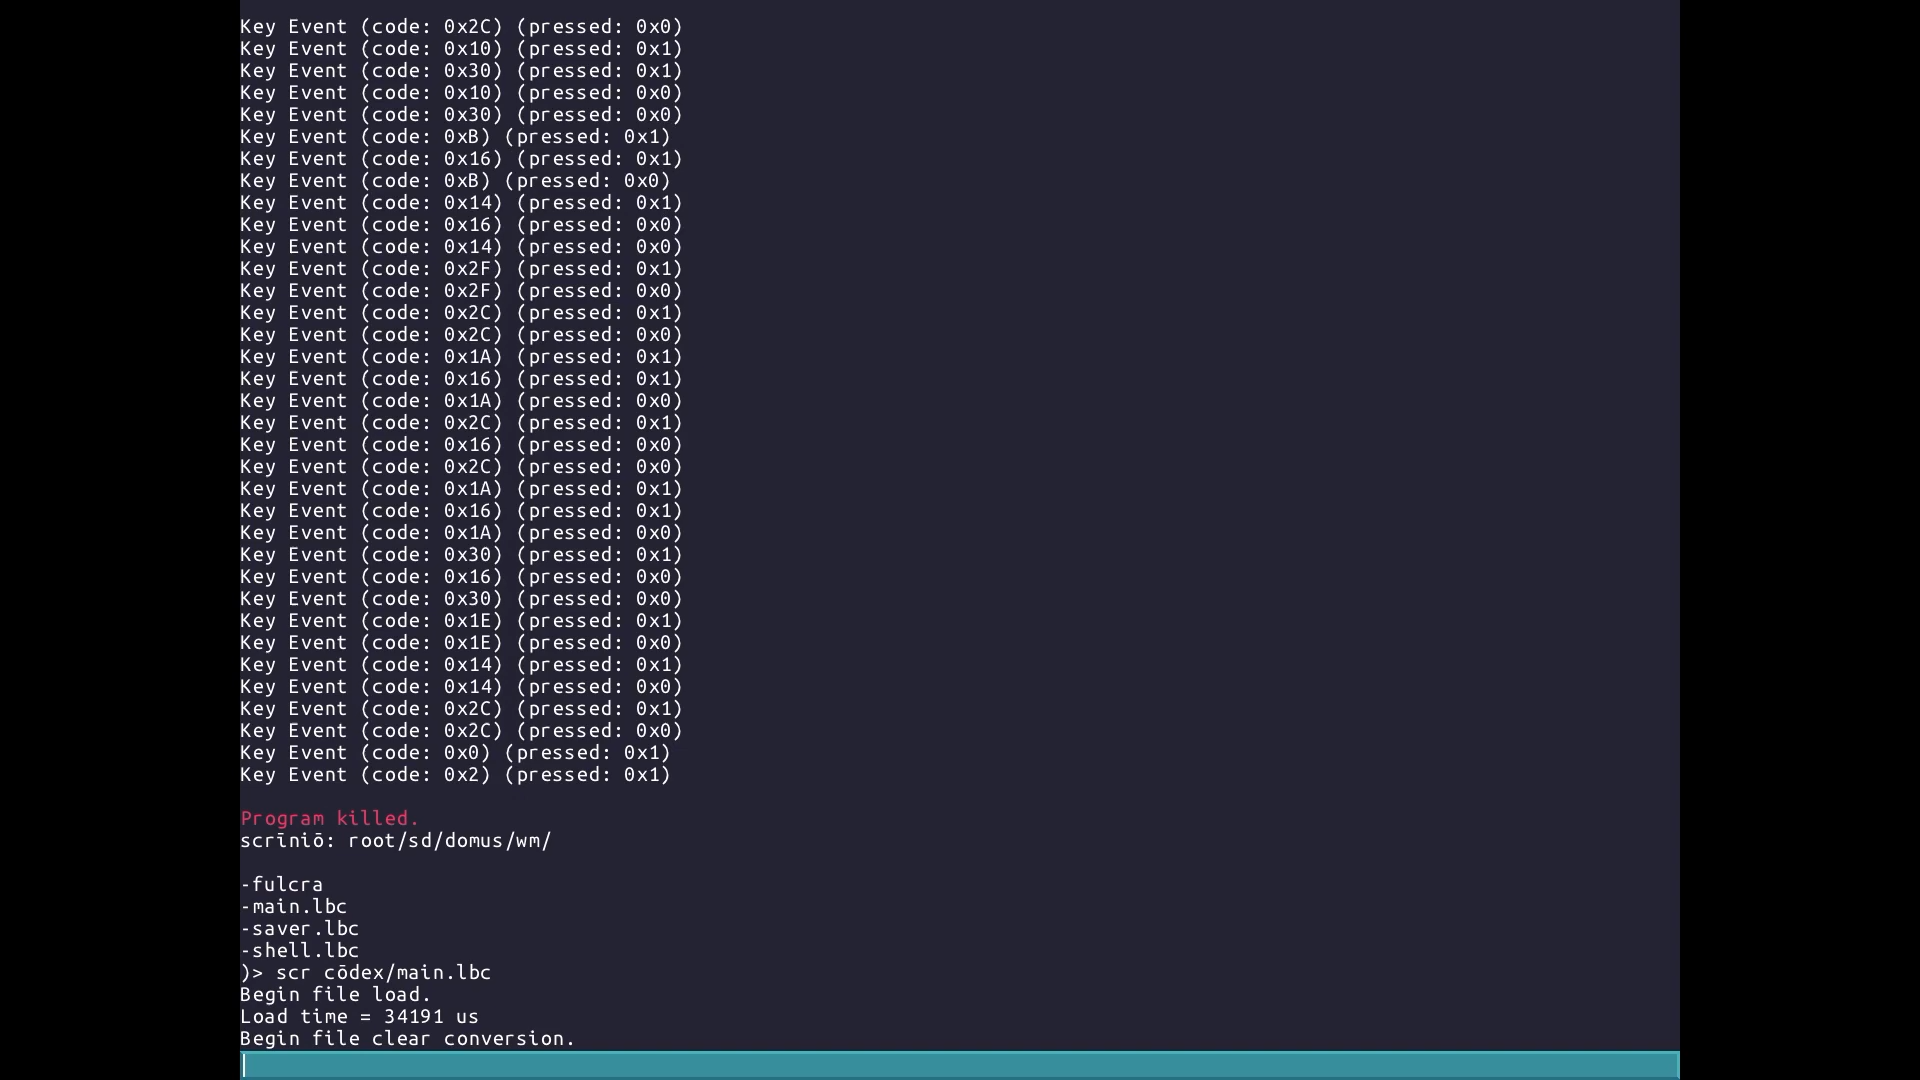 Key Event (code: 0x2C) (pressed: 0x0)
Key Event (code: 0x10) (pressed: 0x1)
Key Event (code: 0x30) (pressed: 0x1)
Key Event (code: 0x10) (pressed: 0x0)
Key Event (code: 0x30) (pressed: 0x0)
Key Event (code: 0xB) (pressed: 0x1)
Key Event (code: 0x16) (pressed: 0x1)
Key Event (code: 0xB) (pressed: 0x0)
Key Event (code: 0x14) (pressed: 0x1)
Key Event (code: 0x16) (pressed: 0x0)
Key Event (code: 0x14) (pressed: 0x0)
Key Event (code: 0x2F) (pressed: 0x1)
Key Event (code: 0x2F) (pressed: 0x0)
Key Event (code: 0x2C) (pressed: 0x1)
Key Event (code: 0x2C) (pressed: 0x0)
Key Event (code: 0x1A) (pressed: 0x1)
Key Event (code: 0x16) (pressed: 0x1)
Key Event (code: 0x1A) (pressed: 0x0)
Key Event (code: 0x2C) (pressed: 0x1)
Key Event (code: 0x16) (pressed: 0x0)
Key Event (code: 0x2C) (pressed: 0x0)
Key Event (code: 0x1A) (pressed: 0x1)
Key Event (code: 0x16) (pressed: 0x1)
Key Event (code: 0x1A) (pressed: 0x0)
Key Event (code: 0x30) (pressed: 0x1)
Key Event (code: 0x16) (pressed: 0x0)
Key Event (code: 0x30) (pressed: 0x0)
Key Event (code: 0x1E) (pressed: 0x1)
Key Event (code: 0x1E) (pressed: 0x0)
Key Event (code: 0x14) (pressed: 0x1)
Key Event (code: 0x14) (pressed: 0x0)
Key Event (code: 0x2C) (pressed: 0x1)
Key Event (code: 0x2C) (pressed: 0x0)
Key Event (code: 0x0) (pressed: 0x1)
Key Event (code: 0x2) (pressed: 0x1)
Program killed.
scrīniō: root/sd/domus/wm/
-fulcra
-main.lbc
-saver.lbc
-shell.lbc
)> scr cōdex/main.lbc
Begin file load.
Load time = 34191 us
Begin file clear conversion.